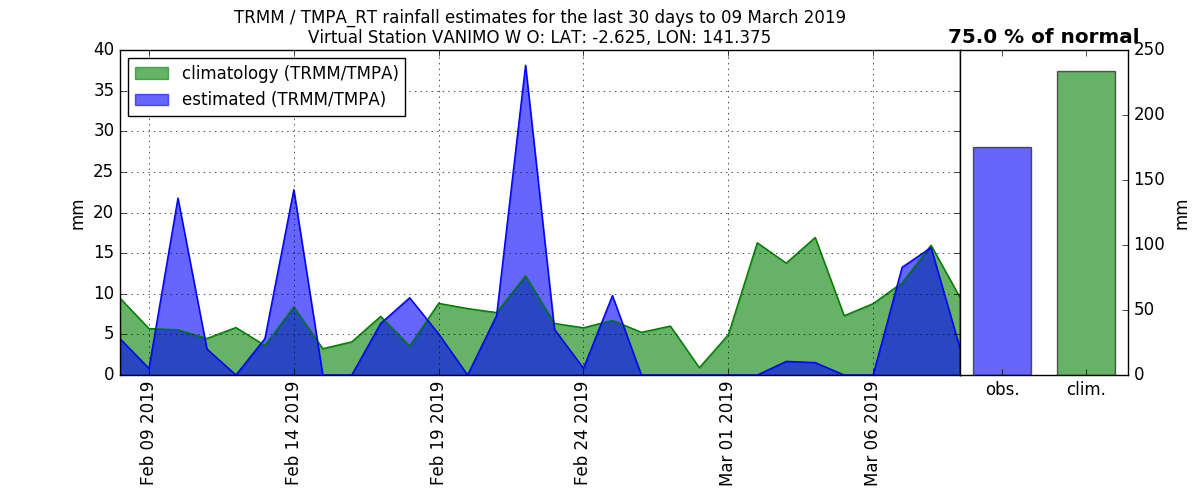 TRMM / TMPA_RT rainfall estimates for the last 30 days to 09 March 2019
Virtual Station VANIMO W O: LAT: -2.625, LON: 141.375
75.0 % of normal
climatology (TRMM/TMPA)
estimated (TRMM/TMPA)
mm
40
35
30
25
20
15
10
5
0
Feb 09 2019
Feb 14 2019
Feb 19 2019
Feb 24 2019
Mar 01 2019
Mar 06 2019
obs.
clim.
250
200
150
100
50
0
mm